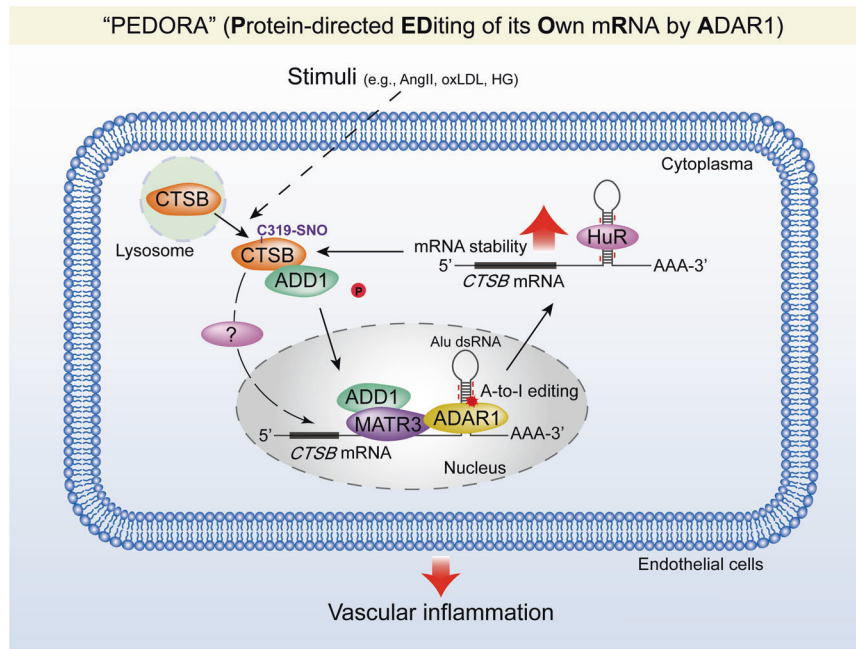 “PEDORA” (Protein-directed EDiting of its Own mRNA by ADAR1)
Stimuli (e.g., AngII, oxLDL, HG)
Cytoplasma
CTSB
Lysosome
C319-SNO
CTSB
ADD1
P
?
mRNA stability
HuR
5’
AAA-3’
CTSB mRNA
Alu dsRNA
A-to-I editing
ADD1
MATR3
ADAR1
5’
AAA-3’
CTSB mRNA
Nucleus
Endothelial cells
Vascular inflammation